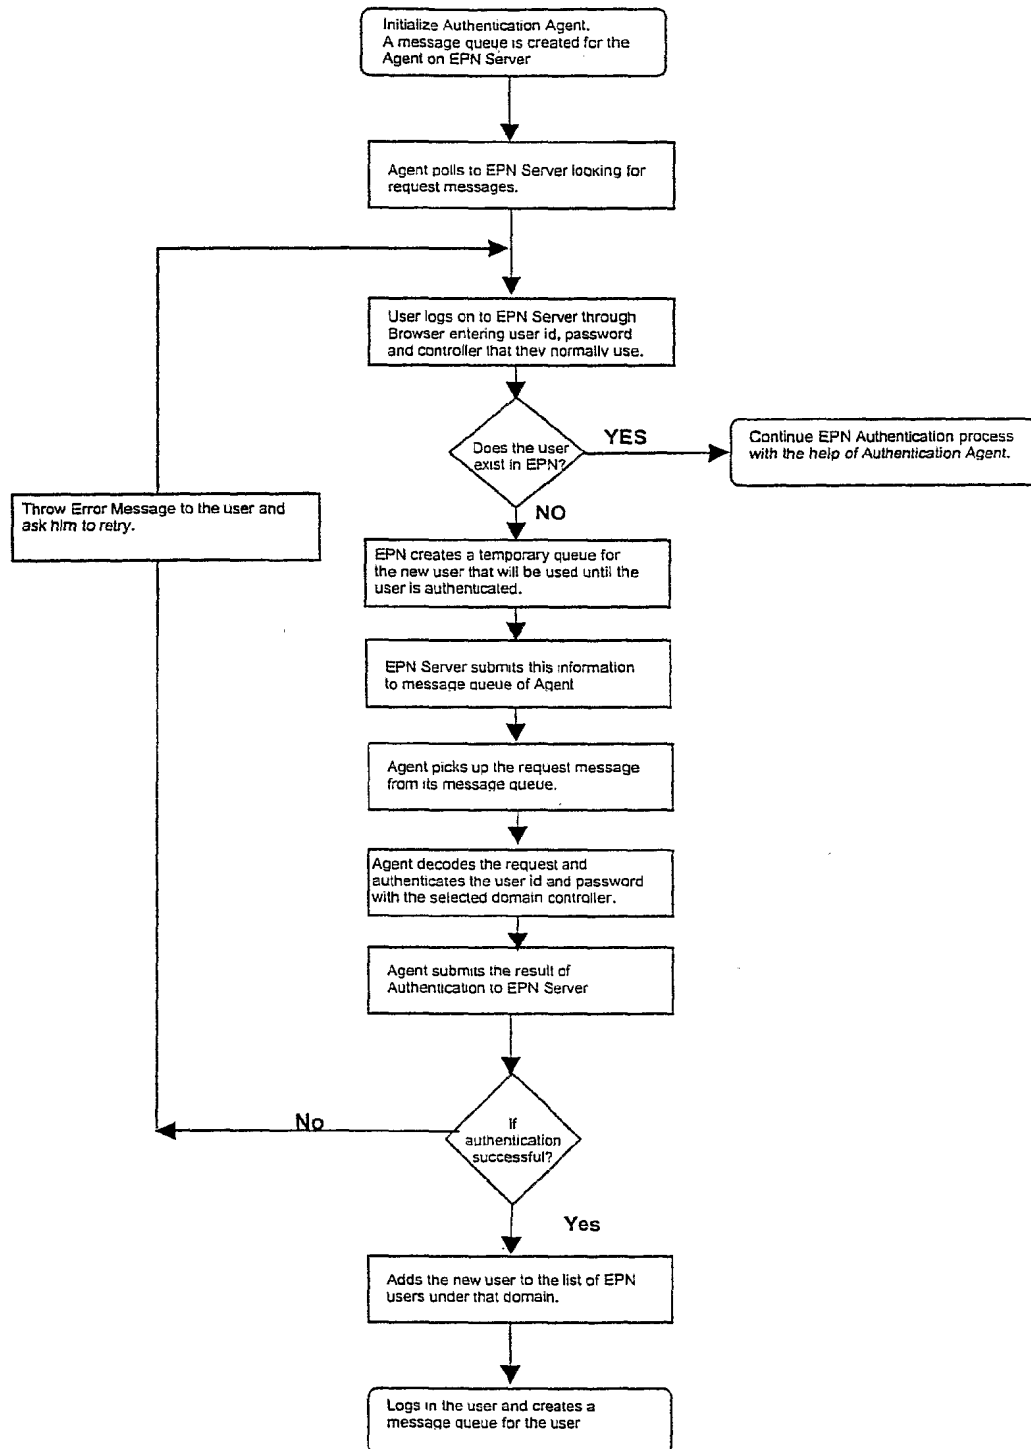 Initialize Authentication Agent.
A message queue is created for the
Agent on EPN Server
Agent polls to EPN Server looking for
request messages.
User logs on to EPN Server through
Browser entering user id, password
and controller that they normally use.
Does the user
exist in EPN?
YES
Continue EPN Authentication process
with the help of Authentication Agent.
NO
Throw Error Message to the user and
ask him to retry.
EPN creates a temporary queue for
the new user that will be used until the
user is authenticated.
EPN Server submits this information
to message queue of Agent
Agent picks up the request message
from its message queue.
Agent decodes the request and
authenticates the user id and password
with the selected domain controller.
Agent submits the result of
Authentication to EPN Server
If
authentication
successful?
No
Yes
Adds the new user to the list of EPN
users under that domain.
Logs in the user and creates a
message queue for the user